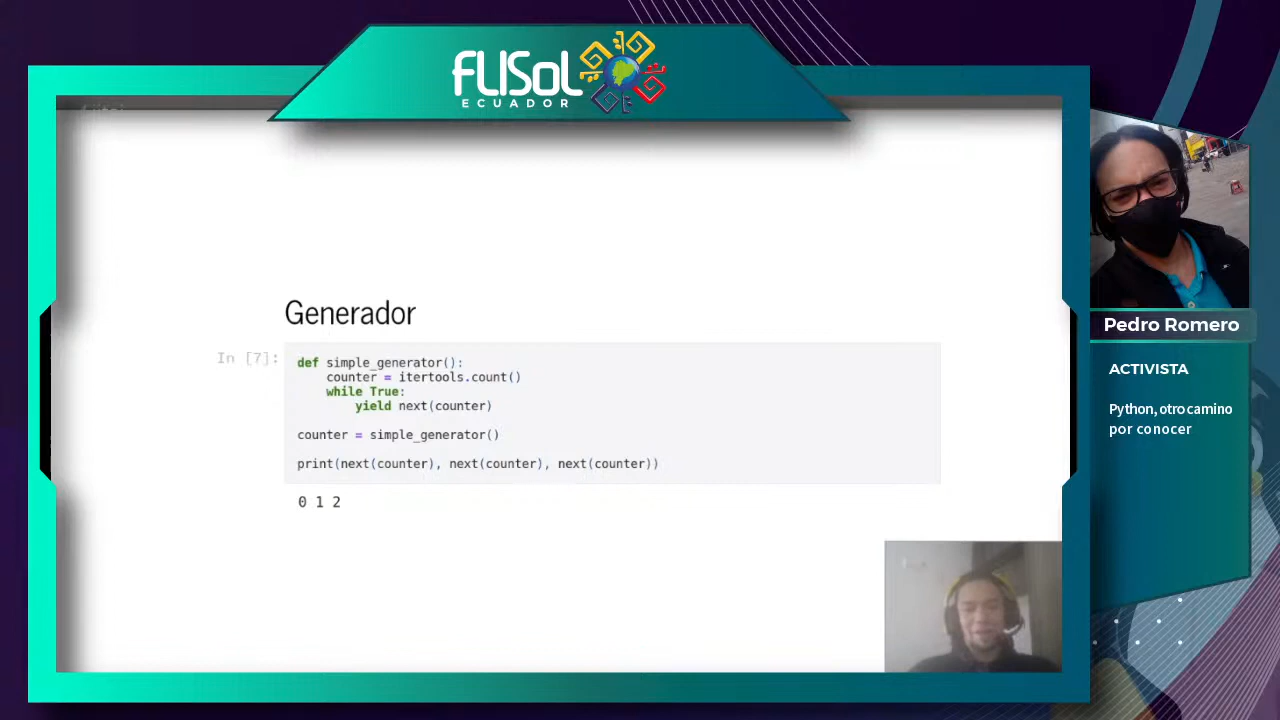 FLISoL
ECUADOR
Generador
In [7]:
def simple_generator():
    counter = itertools.count()
    while True:
        yield next(counter)
counter = simple_generator()
print(next(counter), next(counter), next(counter))
0 1 2
Pedro Romero
ACTIVISTA
Python, otro camino
por conocer